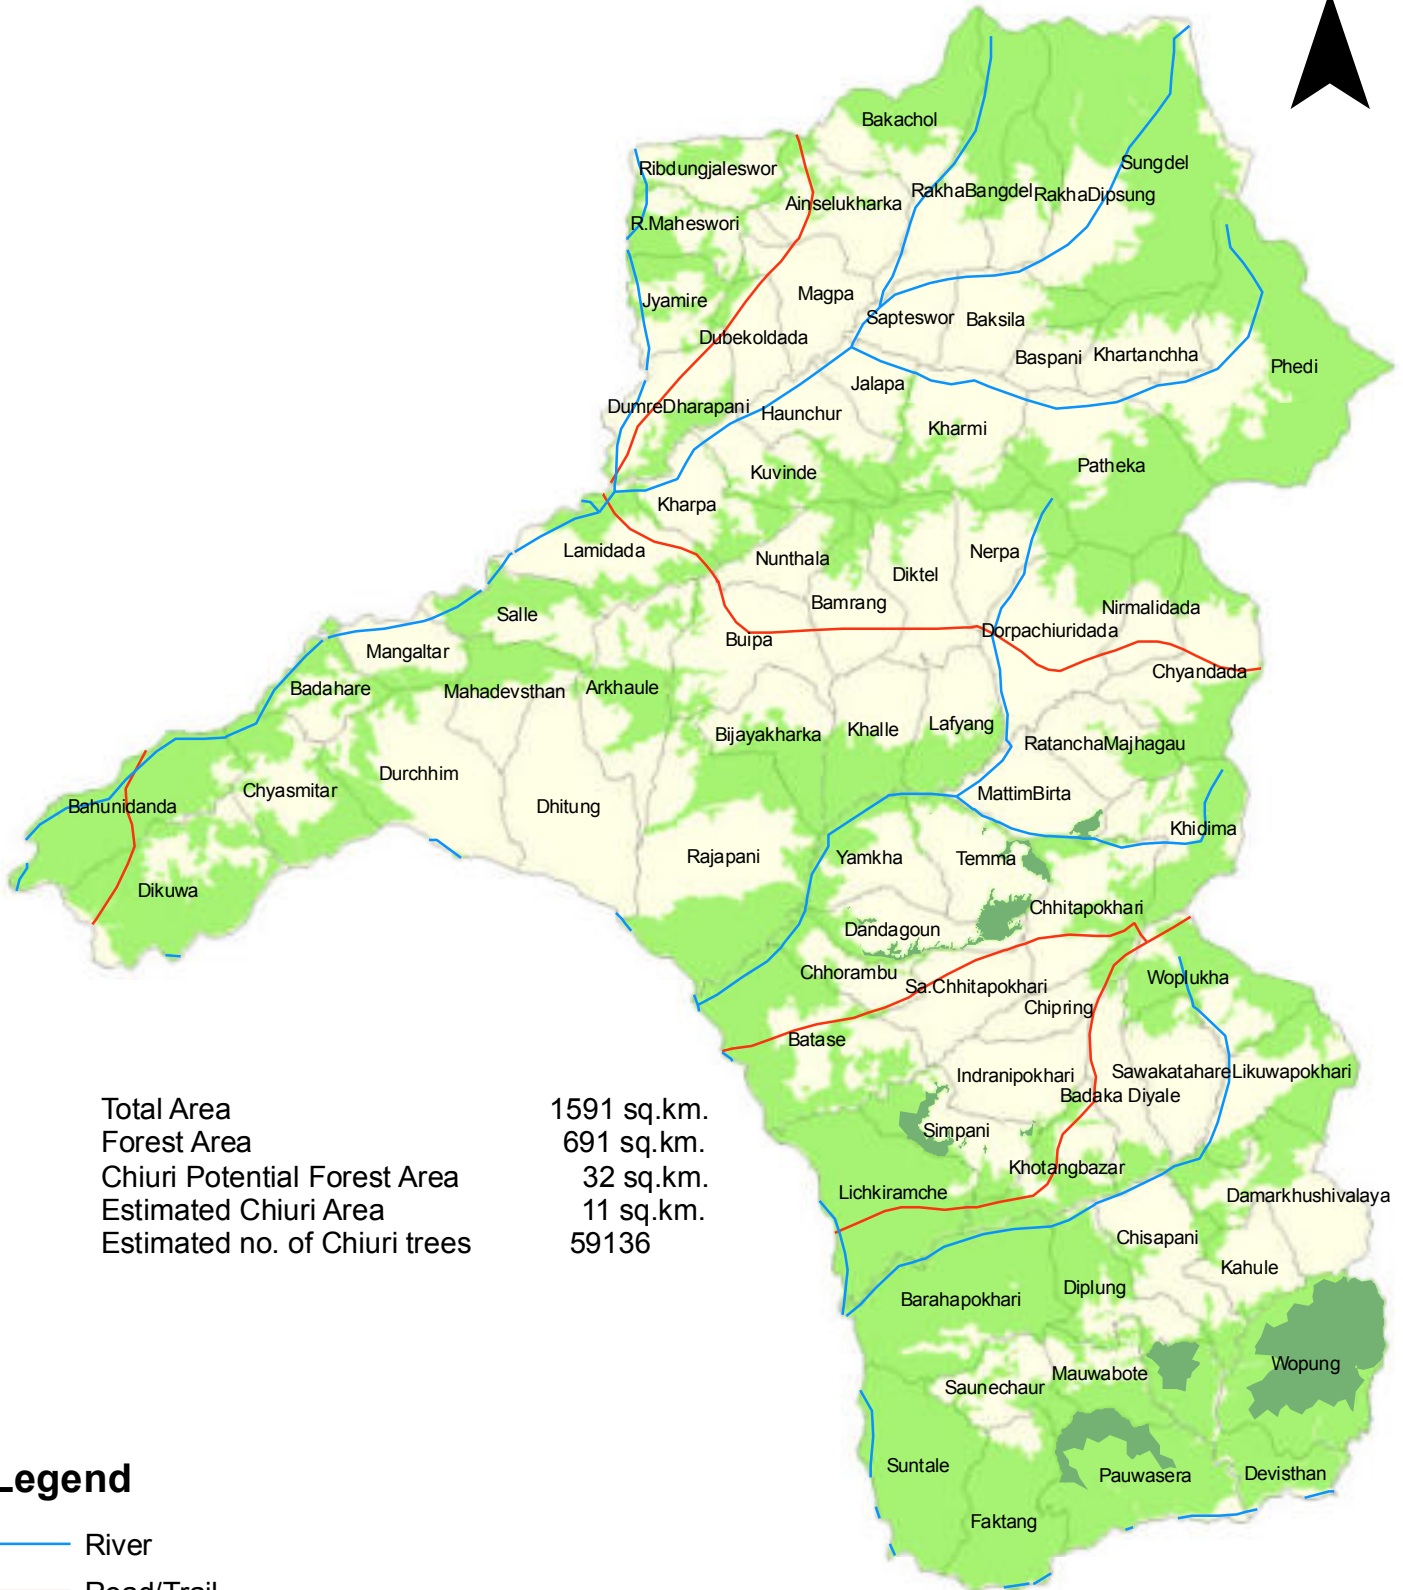 Bakachol
Sungdel
Ribdungjaleswor
RakhaBangdel
RakhaDipsung
Ainselukharka
R.Maheswori
Magpa
Jyamire
Sapteswor
Baksila
Dubekoldada
Baspani
Khartanchha
Phedi
Jalapa
DumreDharapani
Haunchur
Kharmi
Patheka
Kuvinde
Kharpa
Lamidada
Nunthala
Nerpa
Diktel
Bamrang
Nirmalidada
Salle
Buipa
Dorpachiuridada
Mangaltar
Chyandada
Badahare
Mahadevsthan
Arkhaule
Bijayakharka
Khalle
Lafyang
RatanchaMajhagau
Durchhim
Chyasmitar
MattimBirta
Bahunidanda
Dhitung
Khidima
Rajapani
Yamkha
Temma
Dikuwa
Chhitapokhari
Dandagoun
Chhorambu
Woplukha
Sa.Chhitapokhari
Chipring
Batase
Indranipokhari
Sawakatahare
Likuwapokhari
Badaka Diyale
Total Area 1591 sq.km.
Forest Area 691 sq.km.
Chiuri Potential Forest Area 32 sq.km.
Estimated Chiuri Area 11 sq.km.
Estimated no. of Chiuri trees 59136
Simpani
Khotangbazar
Lichkiramche
Damarkhushivalaya
Chisapani
Kahule
Diplung
Barahapokhari
Wopung
Mauwabote
Saunechaur
Suntale
Pauwasera
Devisthan
Faktang
Legend
River
Road/Trail